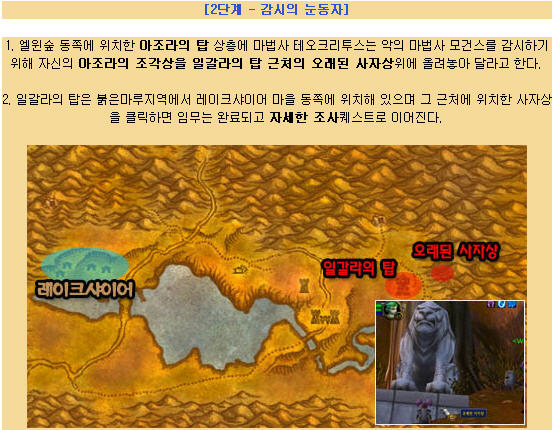 [2단계 - 감시의 눈동자]
1. 엘윈숲 동쪽에 위치한 아조라의 탑 상층에 마법사 테오크리투스는 악의 마법사 모건스를 감시하기
위해 자신의 아조라의 조각상을 일갈라의 탑 근처의 오래된 사자상위에 올려놓아 달라고 한다.
2. 일갈라의 탑은 붉은마루지역에서 레이크샤이어 마을 동쪽에 위치해 있으며 그 근처에 위치한 사자상
을 클릭하면 임무는 완료되고 자세한 조사퀘스트로 이어진다.
오래된 사자상
일갈라의 탑
레이크샤이어
오래된 사자상